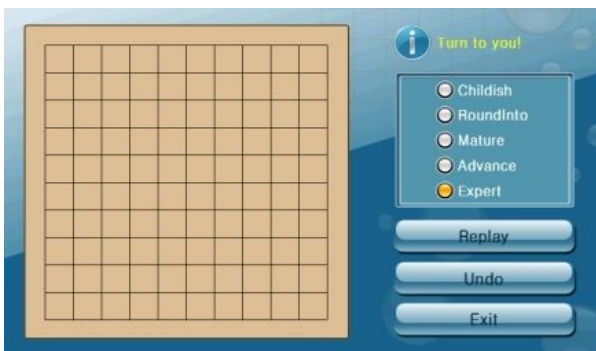 Turn to you!
Childish
RoundInto
Mature
Advance
Expert
Replay
Undo
Exit